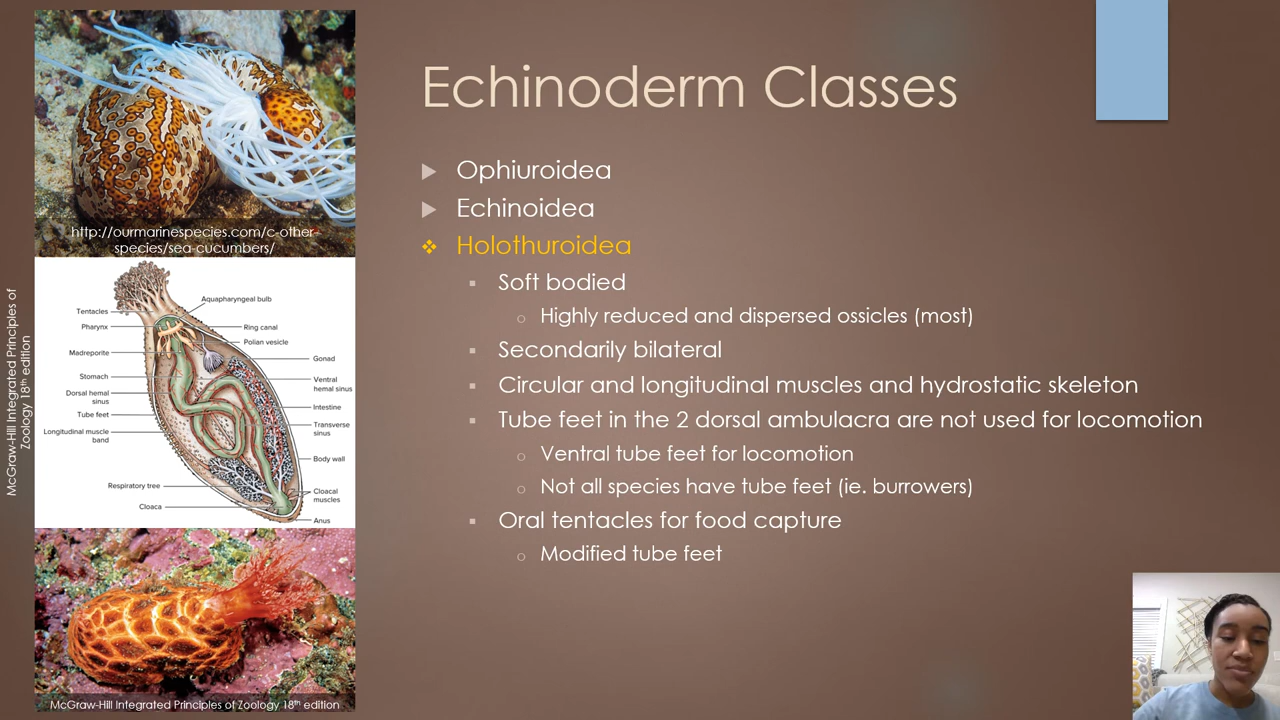 Echinoderm Classes
Ophiuroidea
Echinoidea
Holothuroidea
Soft bodied
Highly reduced and dispersed ossicles (most)
Secondarily bilateral
Circular and longitudinal muscles and hydrostatic skeleton
Tube feet in the 2 dorsal ambulacra are not used for locomotion
Ventral tube feet for locomotion
Not all species have tube feet (ie. burrowers)
Oral tentacles for food capture
Modified tube feet
http://ourmarinespecies.com/c-other-
species/sea-cucumbers/
McGraw-Hill Integrated Principles of
Zoology 18th edition
Aquapharyngeal bulb
Tentacles
Pharynx
Ring canal
Polian vesicle
Madreporite
Gonad
Stomach
Ventral
hemal sinus
Dorsal hemal
sinus
Intestine
Tube feet
Transverse
sinus
Longitudinal muscle
band
Body wall
Respiratory tree
Cloacal
muscles
Cloaca
Anus
McGraw-Hill Integrated Principles of Zoology 18th edition